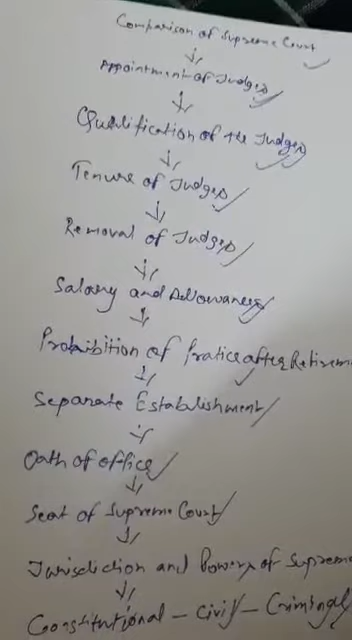 Comparison of Supreme Court
Appointment of Judges
Qualification of the Judges
Tenure of Judges
Removal of Judges
Salary and Allowances
Prohibition of Pratice after Retirem
Separate Establishment
Oath of office
Seat of Supreme Court
Jurisdiction and Powers of Supreme
Constitutional - Civil - Criminal